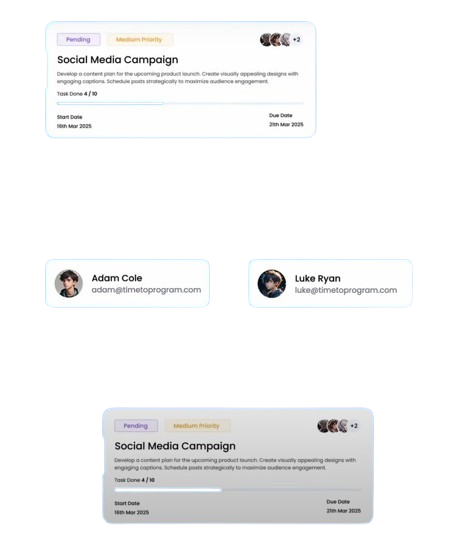 Pending Medium Priority +2
Social Media Campaign
Develop a content plan for the upcoming product launch. Create visually appealing designs with
engaging captions. Schedule posts strategically to maximize audience engagement.
Task Done 4 / 10
Start Date Due Date
16th Mar 2025 21th Mar 2025
Adam Cole
adam@timetoprogram.com
Luke Ryan
luke@timetoprogram.com
Pending Medium Priority +2
Social Media Campaign
Develop a content plan for the upcoming product launch. Create visually appealing designs with
engaging captions. Schedule posts strategically to maximize audience engagement.
Task Done 4 / 10
Start Date Due Date
16th Mar 2025 21th Mar 2025